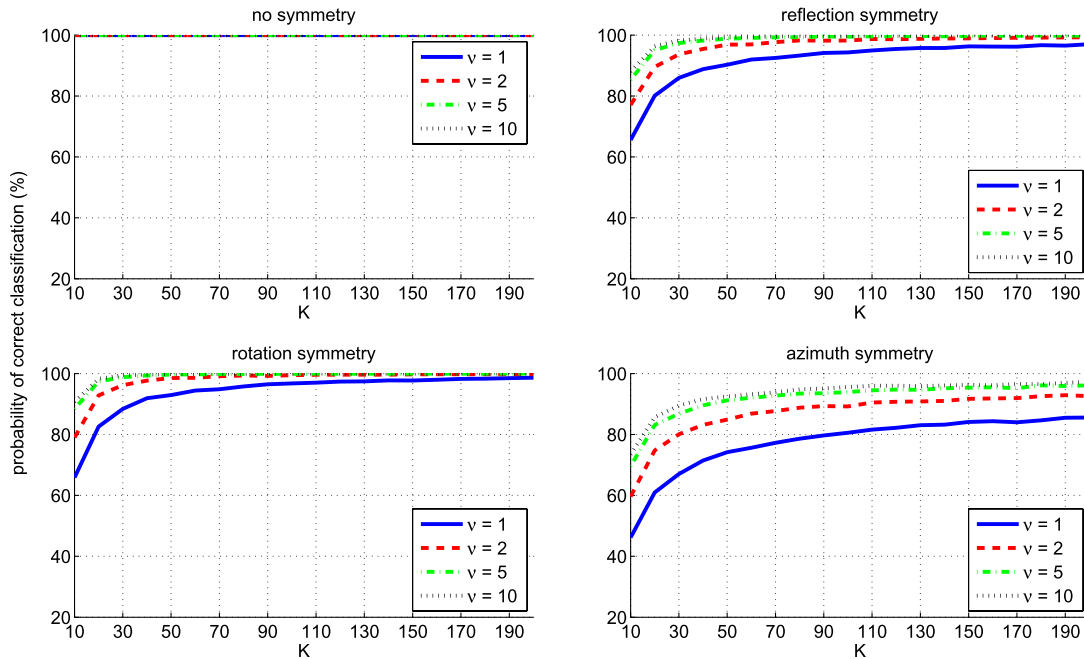 probability of correct classification (%)
no symmetry
100
80
60
40
20
10 30 50 70 90 110 130 150 170 190
K
ν = 1
ν = 2
ν = 5
ν = 10
reflection symmetry
100
80
60
40
20
10 30 50 70 90 110 130 150 170 190
K
ν = 1
ν = 2
ν = 5
ν = 10
rotation symmetry
100
80
60
40
20
10 30 50 70 90 110 130 150 170 190
K
ν = 1
ν = 2
ν = 5
ν = 10
azimuth symmetry
100
80
60
40
20
10 30 50 70 90 110 130 150 170 190
K
ν = 1
ν = 2
ν = 5
ν = 10